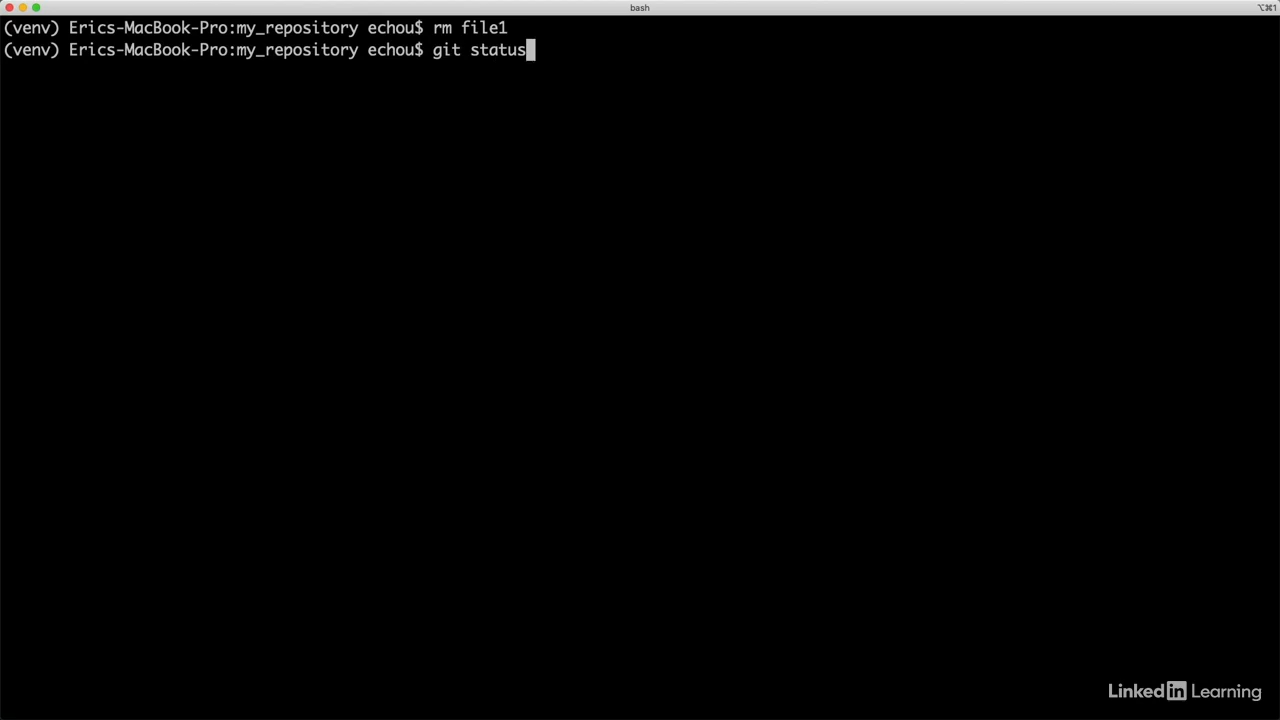 bash
⌥⌘1
(venv) Erics-MacBook-Pro:my_repository echou$ rm file1
(venv) Erics-MacBook-Pro:my_repository echou$ git status
Linked in Learning